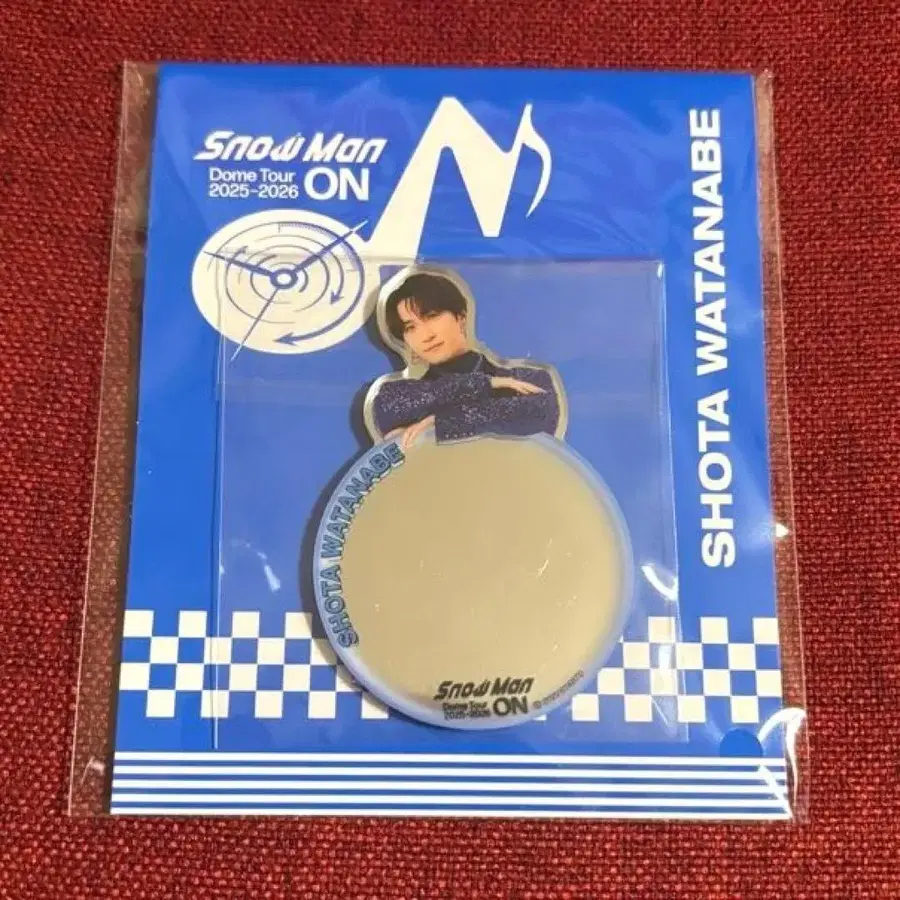 Snow Man
Dome Tour
2025-2026 ON
SHOTA WATANABE
SHOTA WATANABE
Snow Man
Dome Tour
2025-2026 ON